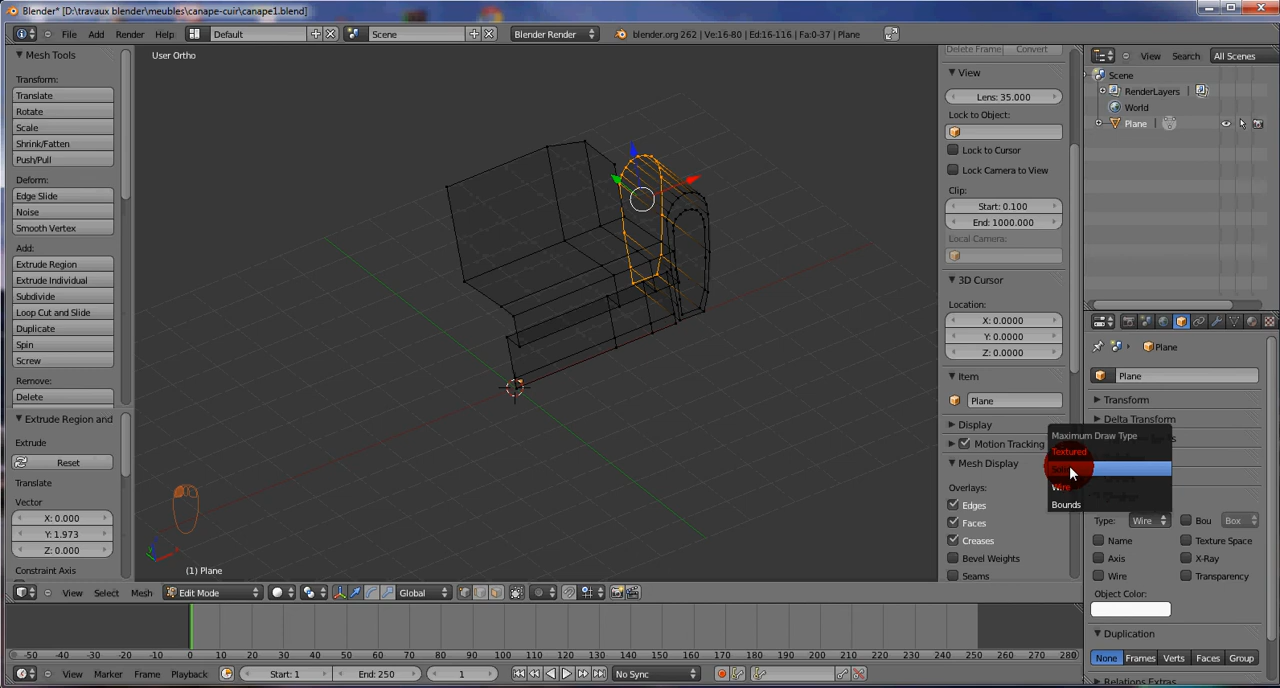 Blender* [D:\travaux blender\meubles\canape-cuir\canape1.blend]
File Add Render Help Default Scene Blender Render blender.org 262 | Ve:16-80 | Ed:16-116 | Fa:0-37 | Plane
Mesh Tools
Transform:
Translate
Rotate
Scale
Shrink/Fatten
Push/Pull
Deform:
Edge Slide
Noise
Smooth Vertex
Add:
Extrude Region
Extrude Individual
Subdivide
Loop Cut and Slide
Duplicate
Spin
Screw
Remove:
Delete
Extrude Region and
Extrude
Reset
Translate
Vector
X: 0.000
Y: 1.973
Z: 0.000
Constraint Axis
User Ortho
(1) Plane
View Select Mesh Edit Mode Global
Delete Frame Convert
View
Lens: 35.000
Lock to Object:
Lock to Cursor
Lock Camera to View
Clip:
Start: 0.100
End: 1000.000
Local Camera:
3D Cursor
Location:
X: 0.0000
Y: 0.0000
Z: 0.0000
Item
Plane
Display
Motion Tracking
Mesh Display
Overlays:
Edges
Faces
Creases
Bevel Weights
Seams
View Search All Scenes
Scene
RenderLayers |
World
Plane |
Plane
Plane
Transform
Delta Transform
Maximum Draw Type
Textured
Wire
Bounds
Type: Wire Bou Box
Name Texture Space
Axis X-Ray
Wire Transparency
Object Color:
Duplication
None Frames Verts Faces Group
Relations Extras
-50 -40 -30 -20 -10 0 10 20 30 40 50 60 70 80 90 100 110 120 130 140 150 160 170 180 190 200 210 220 230 240 250 260 270 280
View Marker Frame Playback Start: 1 End: 250 1 No Sync